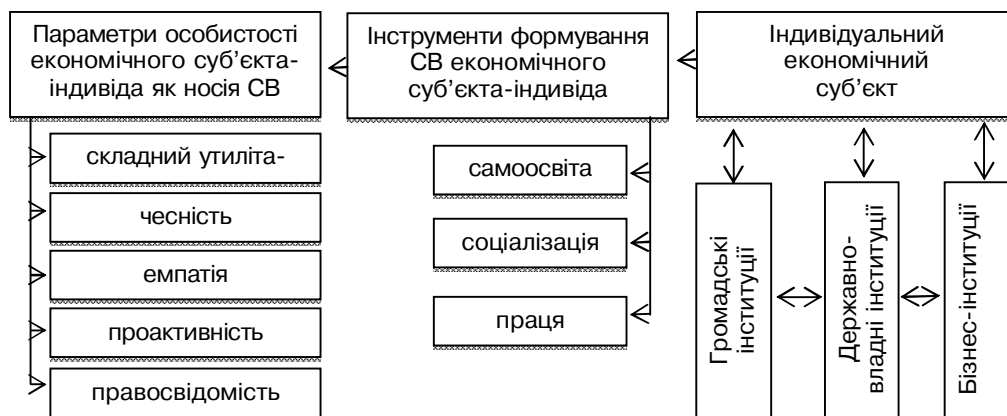 Параметри особистості
економічного суб’єкта-
індивіда як носія СВ
складний утиліта-
чесність
емпатія
проактивність
правосвідомість
Інструменти формування
СВ економічного
суб’єкта-індивіда
самоосвіта
соціалізація
праця
Індивідуальний
економічний
суб’єкт
Громадські
інституції
Державно-
владні інституції
Бізнес-інституції